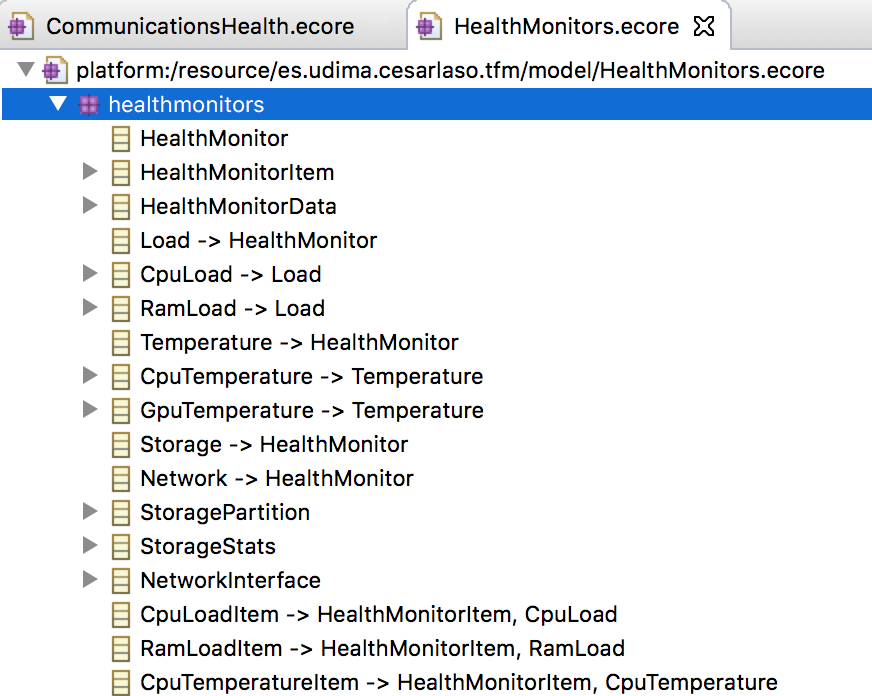 CommunicationsHealth.ecore
HealthMonitors.ecore
platform:/resource/es.udima.cesarlaso.tfm/model/HealthMonitors.ecore
healthmonitors
HealthMonitor
HealthMonitorItem
HealthMonitorData
Load -> HealthMonitor
CpuLoad -> Load
RamLoad -> Load
Temperature -> HealthMonitor
CpuTemperature -> Temperature
GpuTemperature -> Temperature
Storage -> HealthMonitor
Network -> HealthMonitor
StoragePartition
StorageStats
NetworkInterface
CpuLoadItem -> HealthMonitorItem, CpuLoad
RamLoadItem -> HealthMonitorItem, RamLoad
CpuTemperatureItem -> HealthMonitorItem, CpuTemperature